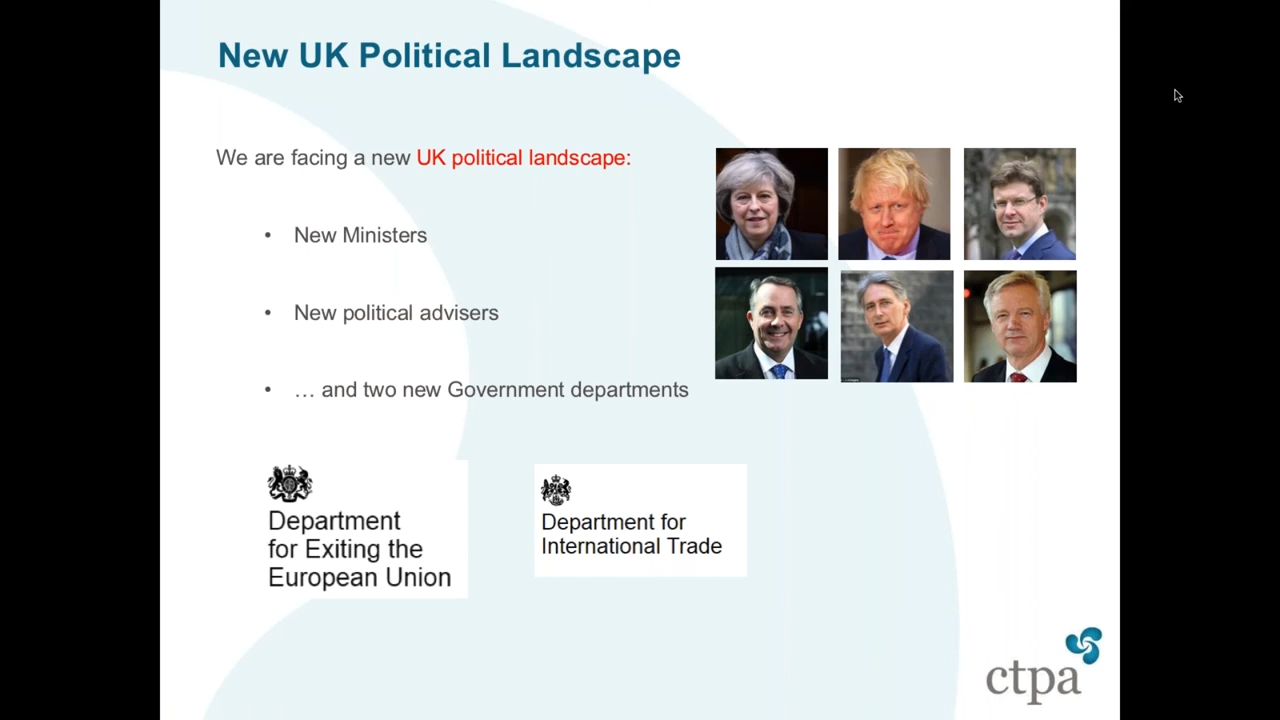 New UK Political Landscape
We are facing a new UK political landscape:
• New Ministers
• New political advisers
• … and two new Government departments
Department
for Exiting the
European Union
Department for
International Trade
ctpa